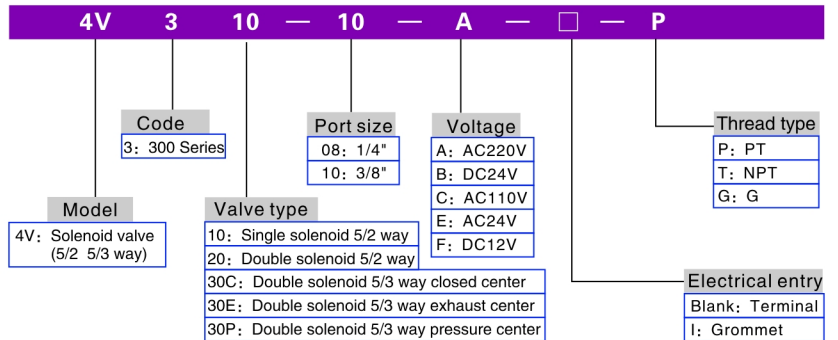 4V 3 10 — 10 — A — □ — P
Code
3: 300 Series
Port size
08: 1/4"
10: 3/8"
Voltage
A: AC220V
B: DC24V
C: AC110V
E: AC24V
F: DC12V
Thread type
P: PT
T: NPT
G: G
Model
4V: Solenoid valve
(5/2 5/3 way)
Valve type
10: Single solenoid 5/2 way
20: Double solenoid 5/2 way
30C: Double solenoid 5/3 way closed center
30E: Double solenoid 5/3 way exhaust center
30P: Double solenoid 5/3 way pressure center
Electrical entry
Blank: Terminal
I: Grommet